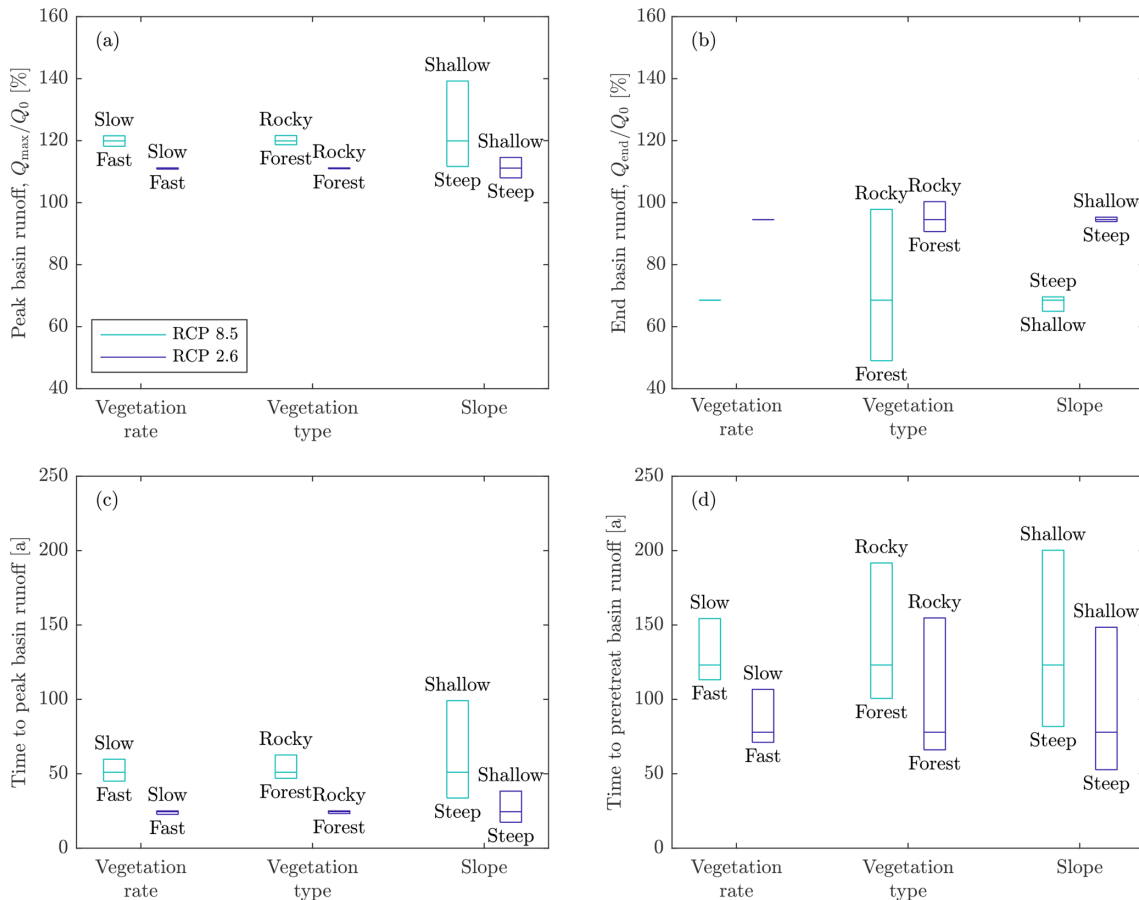 (a)
Peak basin runoff, Qmax/Q0 [%]
160
140
120
100
80
60
40
Slow
Fast
Slow
Fast
Rocky
Forest
Rocky
Forest
Shallow
Steep
Shallow
Steep
RCP 8.5
RCP 2.6
Vegetation
rate
Vegetation
type
Slope
(b)
End basin runoff, Qend/Q0 [%]
160
140
120
100
80
60
40
Rocky
Forest
Rocky
Forest
Steep
Shallow
Shallow
Steep
Vegetation
rate
Vegetation
type
Slope
(c)
Time to peak basin runoff [a]
250
200
150
100
50
0
Slow
Fast
Slow
Fast
Rocky
Forest
Rocky
Forest
Shallow
Steep
Shallow
Steep
Vegetation
rate
Vegetation
type
Slope
(d)
Time to preretreat basin runoff [a]
250
200
150
100
50
0
Slow
Fast
Slow
Fast
Rocky
Forest
Rocky
Forest
Shallow
Steep
Shallow
Steep
Vegetation
rate
Vegetation
type
Slope